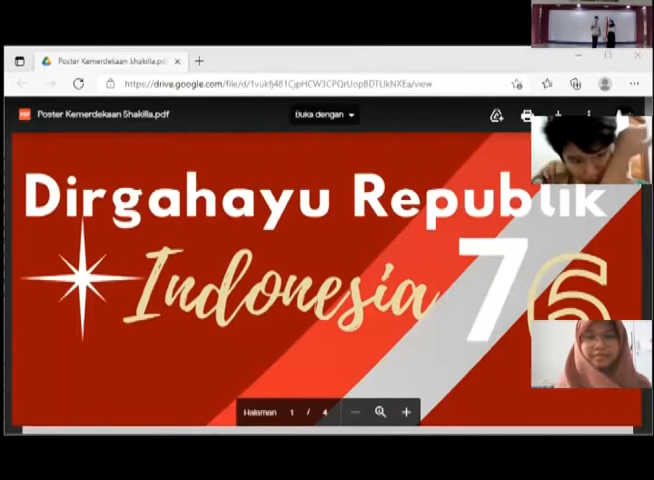 Poster Kemerdekaan Shakilla.pdf
https://drive.google.com/file/d/1vukfj481CjpHCW3CPQrUopBDTLIkNXEa/view
Poster Kemerdekaan Shakilla.pdf
Buka dengan
Dirgahayu Republik
Indonesia 76
Halaman 1 / 4